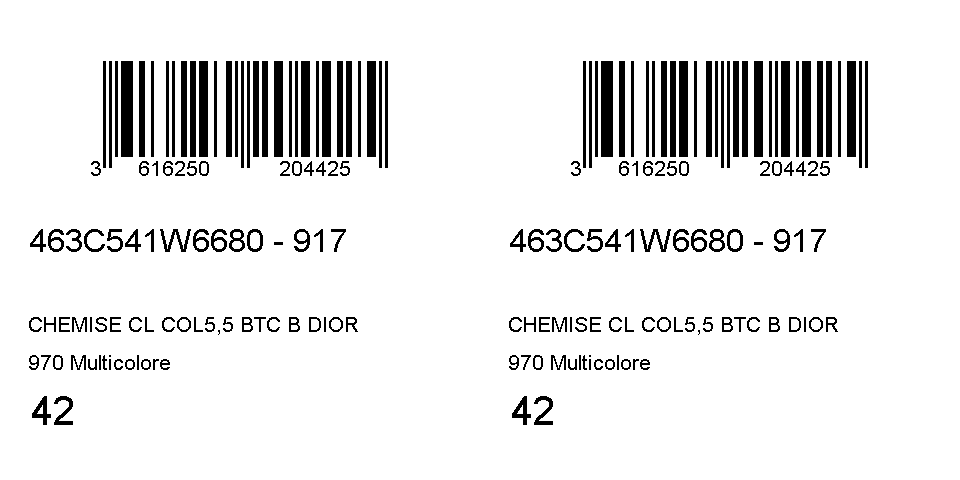 3 616250 204425
463C541W6680 - 917
CHEMISE CL COL5,5 BTC B DIOR
970 Multicolore
42
3 616250 204425
463C541W6680 - 917
CHEMISE CL COL5,5 BTC B DIOR
970 Multicolore
42